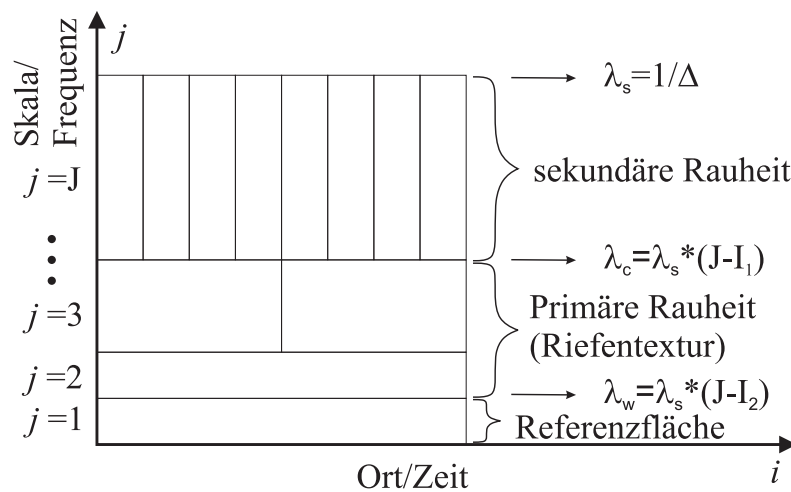 j
Skala/
Frequenz
λs=1/Δ
j=J
sekundäre Rauheit
...
λc=λs*(J-I1)
j=3
Primäre Rauheit
(Riefentextur)
j=2
λw=λs*(J-I2)
j=1
Referenzfläche
Ort/Zeit
i